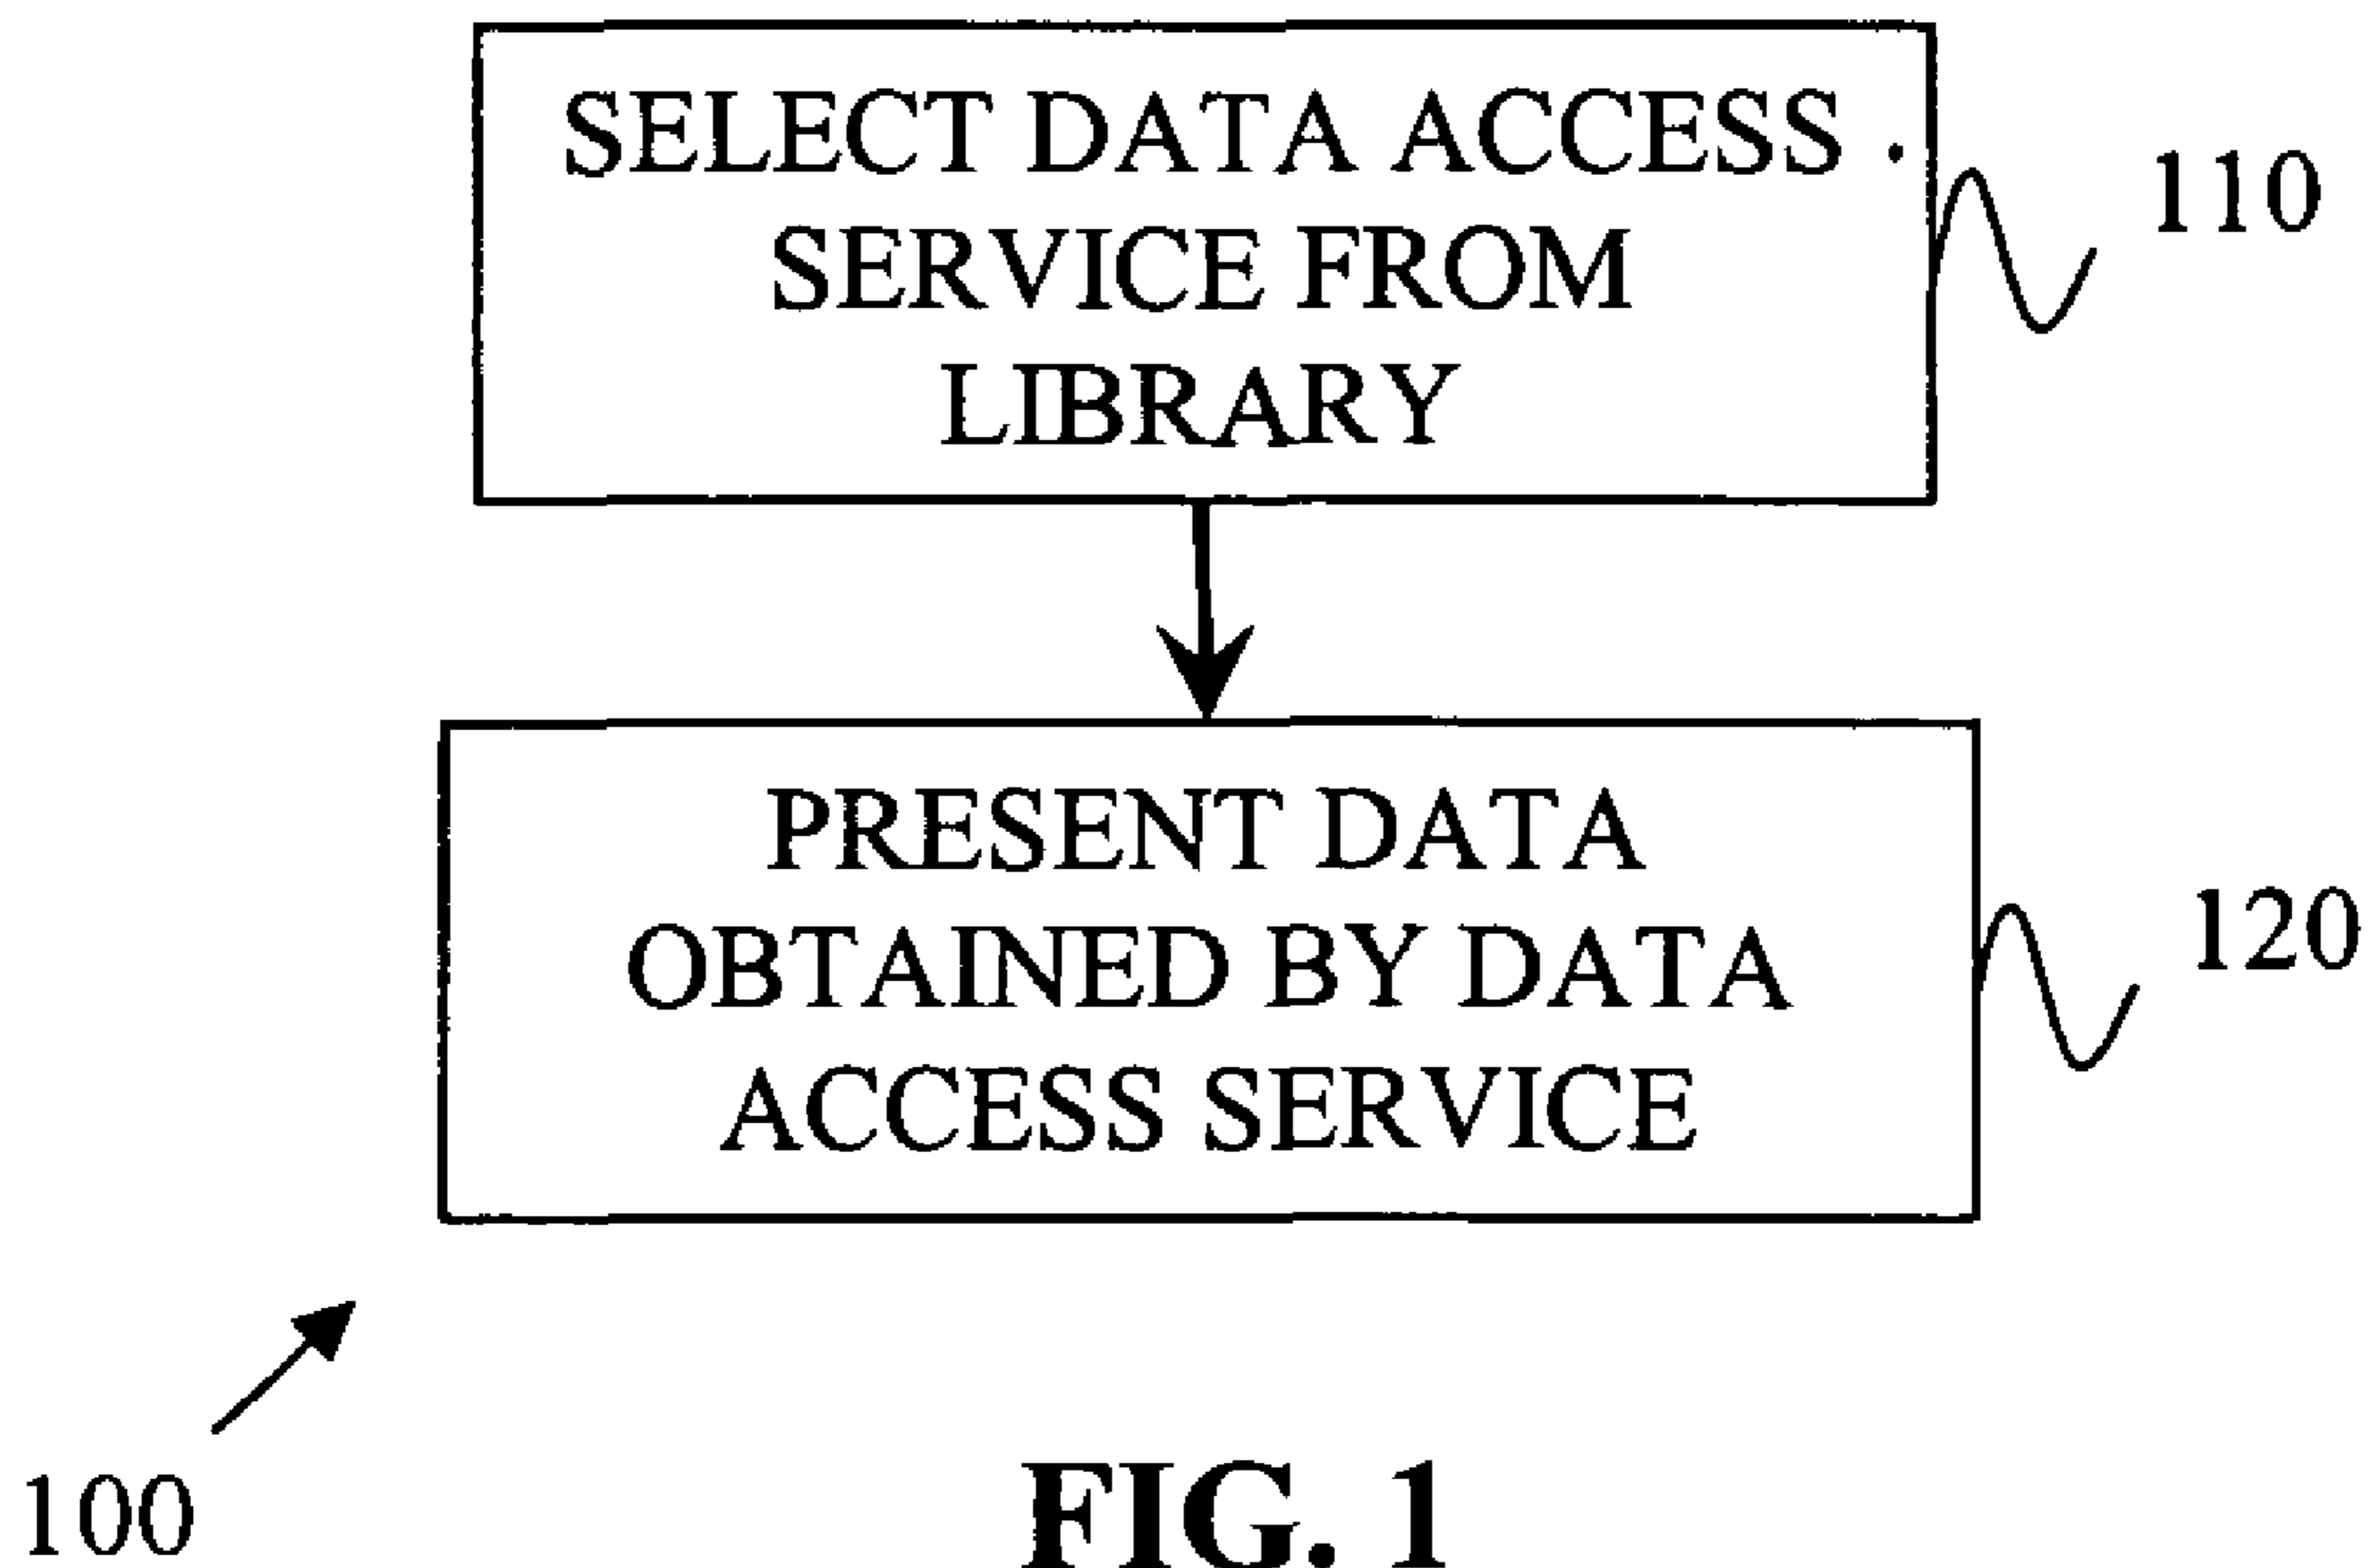 SELECT DATA ACCESS
SERVICE FROM
LIBRARY
110
PRESENT DATA
OBTAINED BY DATA
ACCESS SERVICE
120
100
FIG. 1